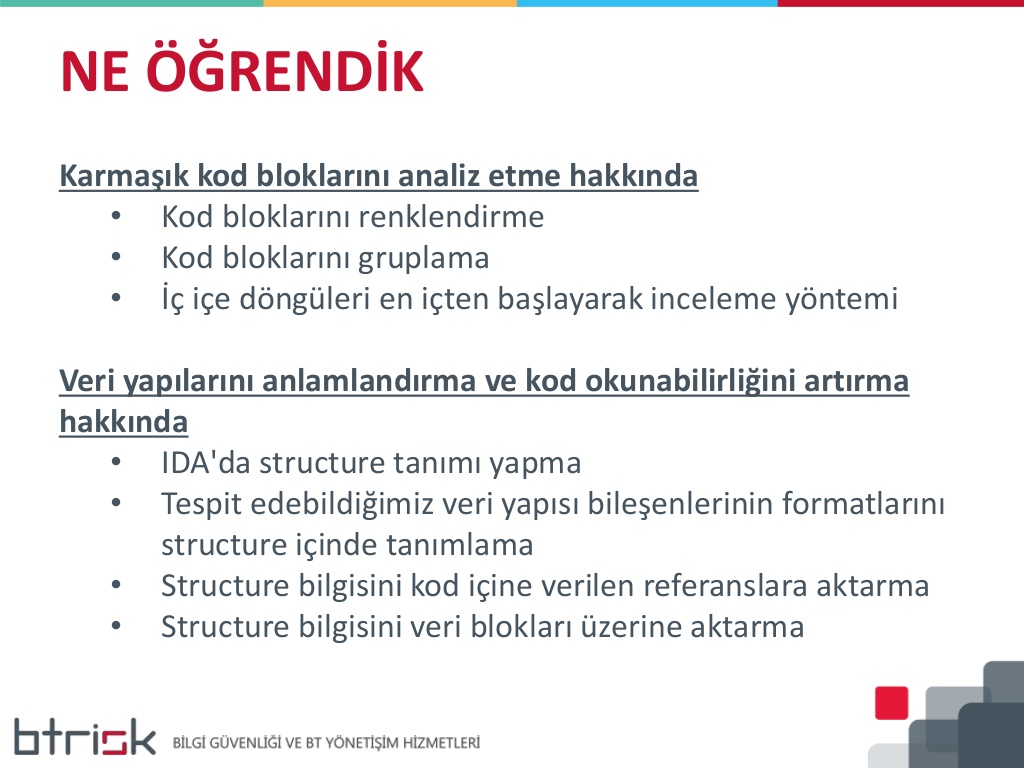 NE ÖĞRENDİK
Karmaşık kod bloklarını analiz etme hakkında
• Kod bloklarını renklendirme
• Kod bloklarını gruplama
• İç içe döngüleri en içten başlayarak inceleme yöntemi
Veri yapılarını anlamlandırma ve kod okunabilirliğini artırma
hakkında
• IDA'da structure tanımı yapma
• Tespit edebildiğimiz veri yapısı bileşenlerinin formatlarını
structure içinde tanımlama
• Structure bilgisini kod içine verilen referanslara aktarma
• Structure bilgisini veri blokları üzerine aktarma
btrisk BİLGİ GÜVENLİĞİ VE BT YÖNETİŞİM HİZMETLERİ